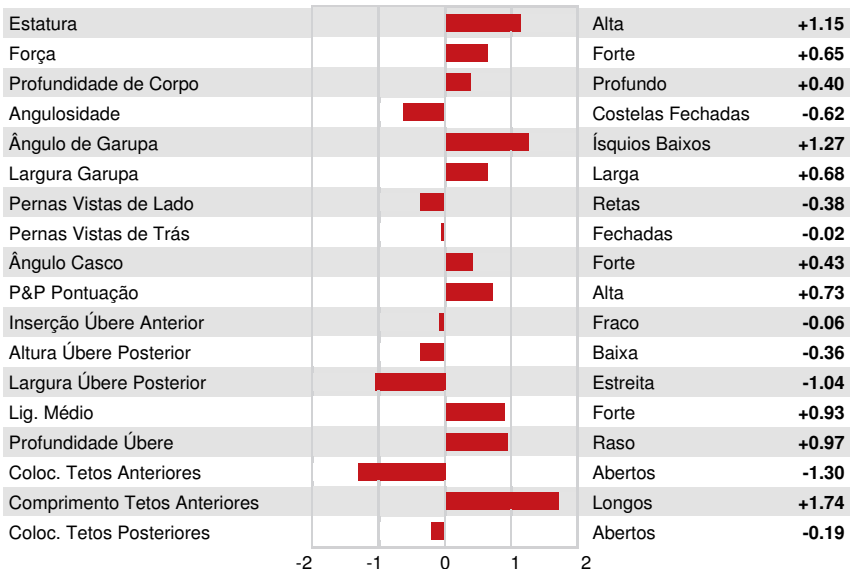 Estatura Alta +1.15
Força Forte +0.65
Profundidade de Corpo Profundo +0.40
Angulosidade Costelas Fechadas -0.62
Ângulo de Garupa Ísquios Baixos +1.27
Largura Garupa Larga +0.68
Pernas Vistas de Lado Retas -0.38
Pernas Vistas de Trás Fechadas -0.02
Ângulo Casco Forte +0.43
P&P Pontuação Alta +0.73
Inserção Úbere Anterior Fraco -0.06
Altura Úbere Posterior Baixa -0.36
Largura Úbere Posterior Estreita -1.04
Lig. Médio Forte +0.93
Profundidade Úbere Raso +0.97
Coloc. Tetos Anteriores Abertos -1.30
Comprimento Tetos Anteriores Longos +1.74
Coloc. Tetos Posteriores Abertos -0.19
-2 -1 0 1 2